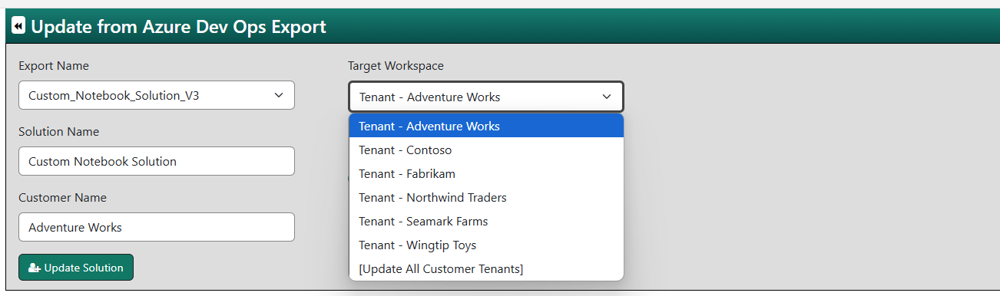 Update from Azure Dev Ops Export
Export Name
Custom_Notebook_Solution_V3
Solution Name
Custom Notebook Solution
Customer Name
Adventure Works
Update Solution
Target Workspace
Tenant - Adventure Works
Tenant - Adventure Works
Tenant - Contoso
Tenant - Fabrikam
Tenant - Northwind Traders
Tenant - Seamark Farms
Tenant - Wingtip Toys
[Update All Customer Tenants]